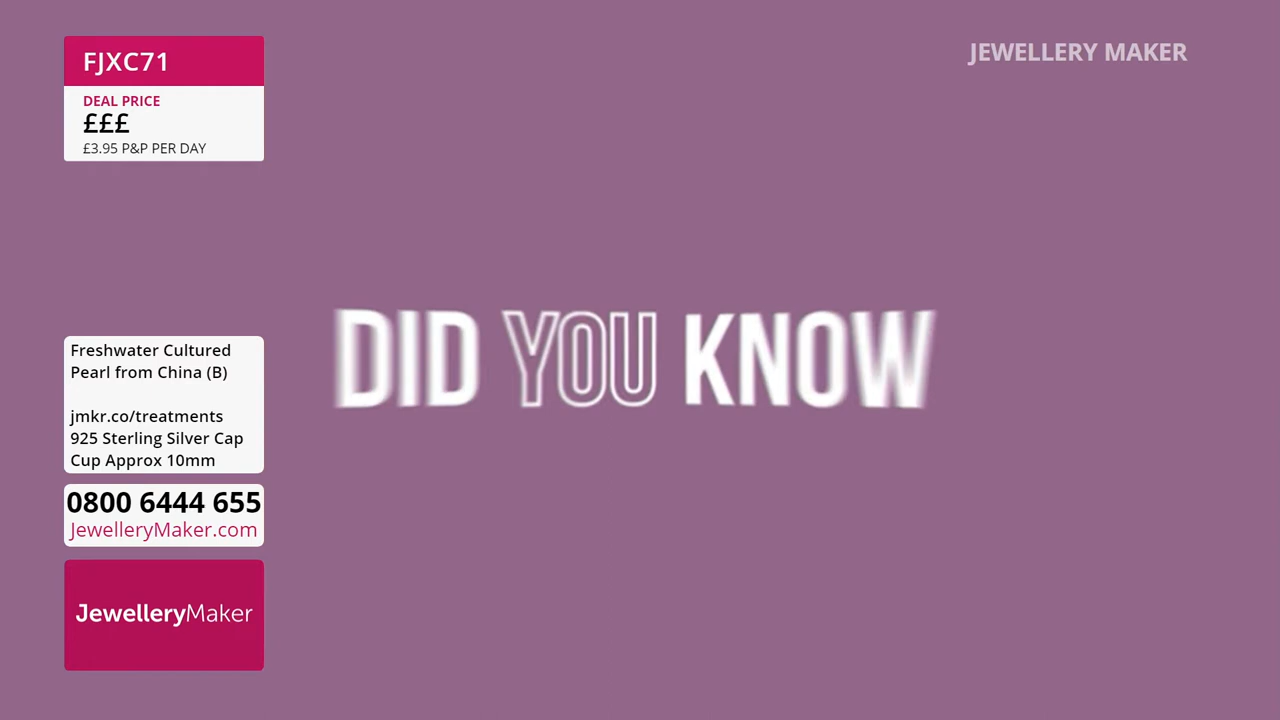 FJXC71
DEAL PRICE
£££
£3.95 P&P PER DAY
JEWELLERY MAKER
DID YOU KNOW
Freshwater Cultured
Pearl from China (B)
jmkr.co/treatments
925 Sterling Silver Cap
Cup Approx 10mm
0800 6444 655
JewelleryMaker.com
JewelleryMaker